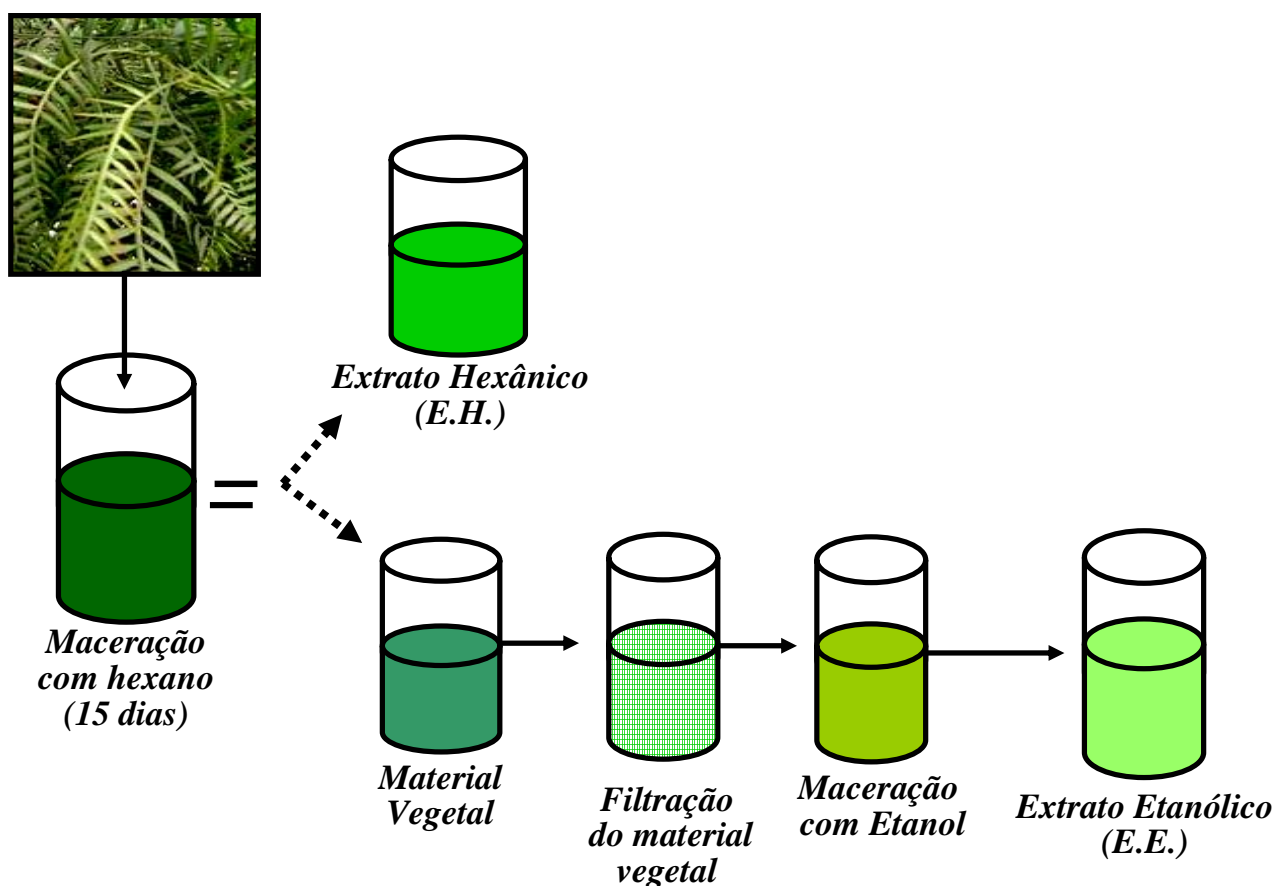 Extrato Hexânico
(E.H.)
Maceração
com hexano
(15 dias)
Material
Vegetal
Filtração
do material
vegetal
Maceração
com Etanol
Extrato Etanólico
(E.E.)